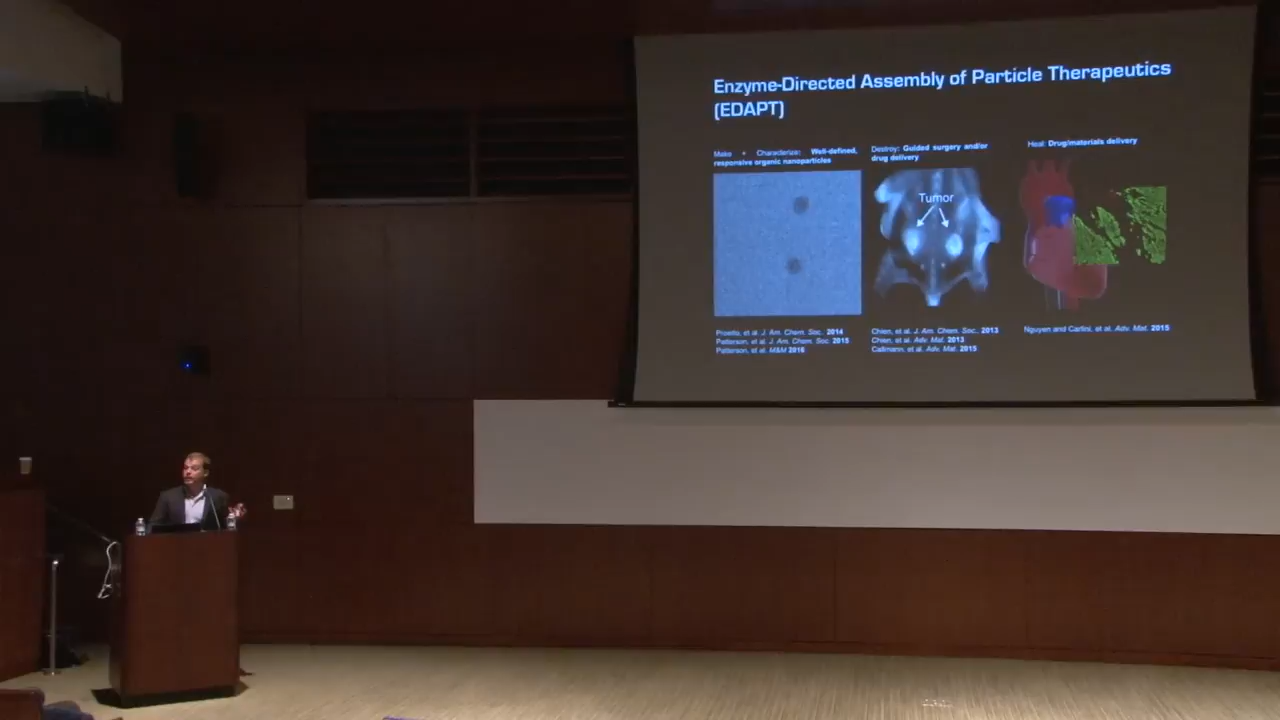 Enzyme-Directed Assembly of Particle Therapeutics
(EDAPT)
Make + Characterize: Well-defined,
responsive organic nanoparticles
Destroy: Guided surgery and/or
drug delivery
Heal: Drug/materials delivery
Tumor
Proetto, et al. J. Am. Chem. Soc. 2014
Patterson, et al. J. Am. Chem. Soc. 2015
Patterson, et al. M&M 2016
Chien, et al. J. Am. Chem. Soc. 2013
Chien, et al. Adv. Mat. 2013
Callmann, et al. Adv. Mat. 2015
Nguyen and Carlini, et al. Adv. Mat. 2015